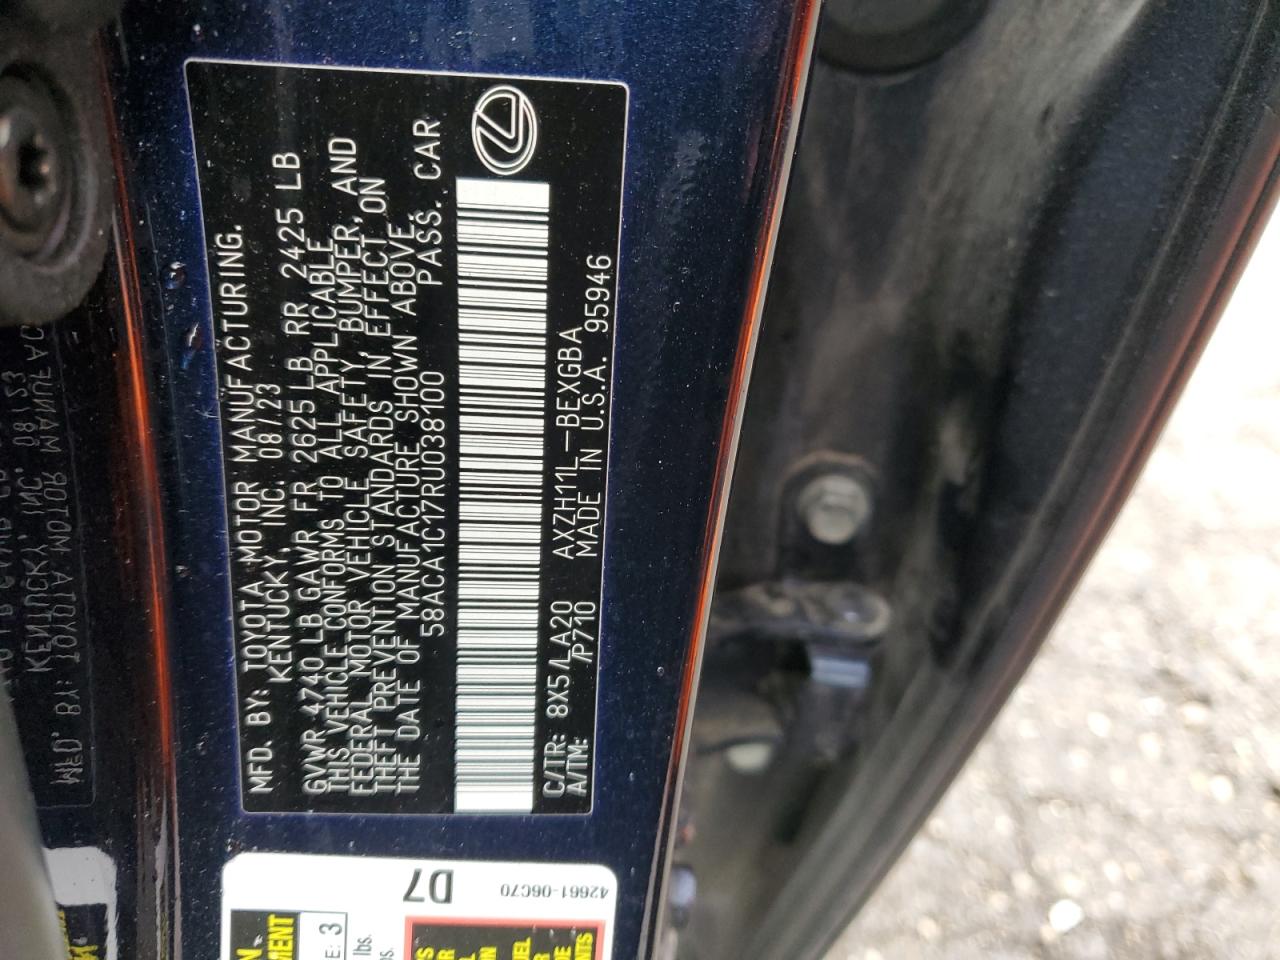 MFD. BY: TOYOTA MOTOR MANUFACTURING.
KENTUCKY, INC. 08/23
GVWR 4740 LB GAWR FR 2625 LB RR 2425 LB
THIS VEHICLE CONFORMS TO ALL APPLICABLE
FEDERAL MOTOR VEHICLE SAFETY, BUMPER, AND
THEFT PREVENTION STANDARDS IN EFFECT ON
THE DATE OF MANUFACTURE SHOWN ABOVE.
58ACA1C17RU038100 PASS. CAR
C/TR: 8X5/LA20 AXZH11L-BEXGBA
A/TM: /P710 MADE IN U.S.A. 95946
D7
42661-06C70
3
lbs.